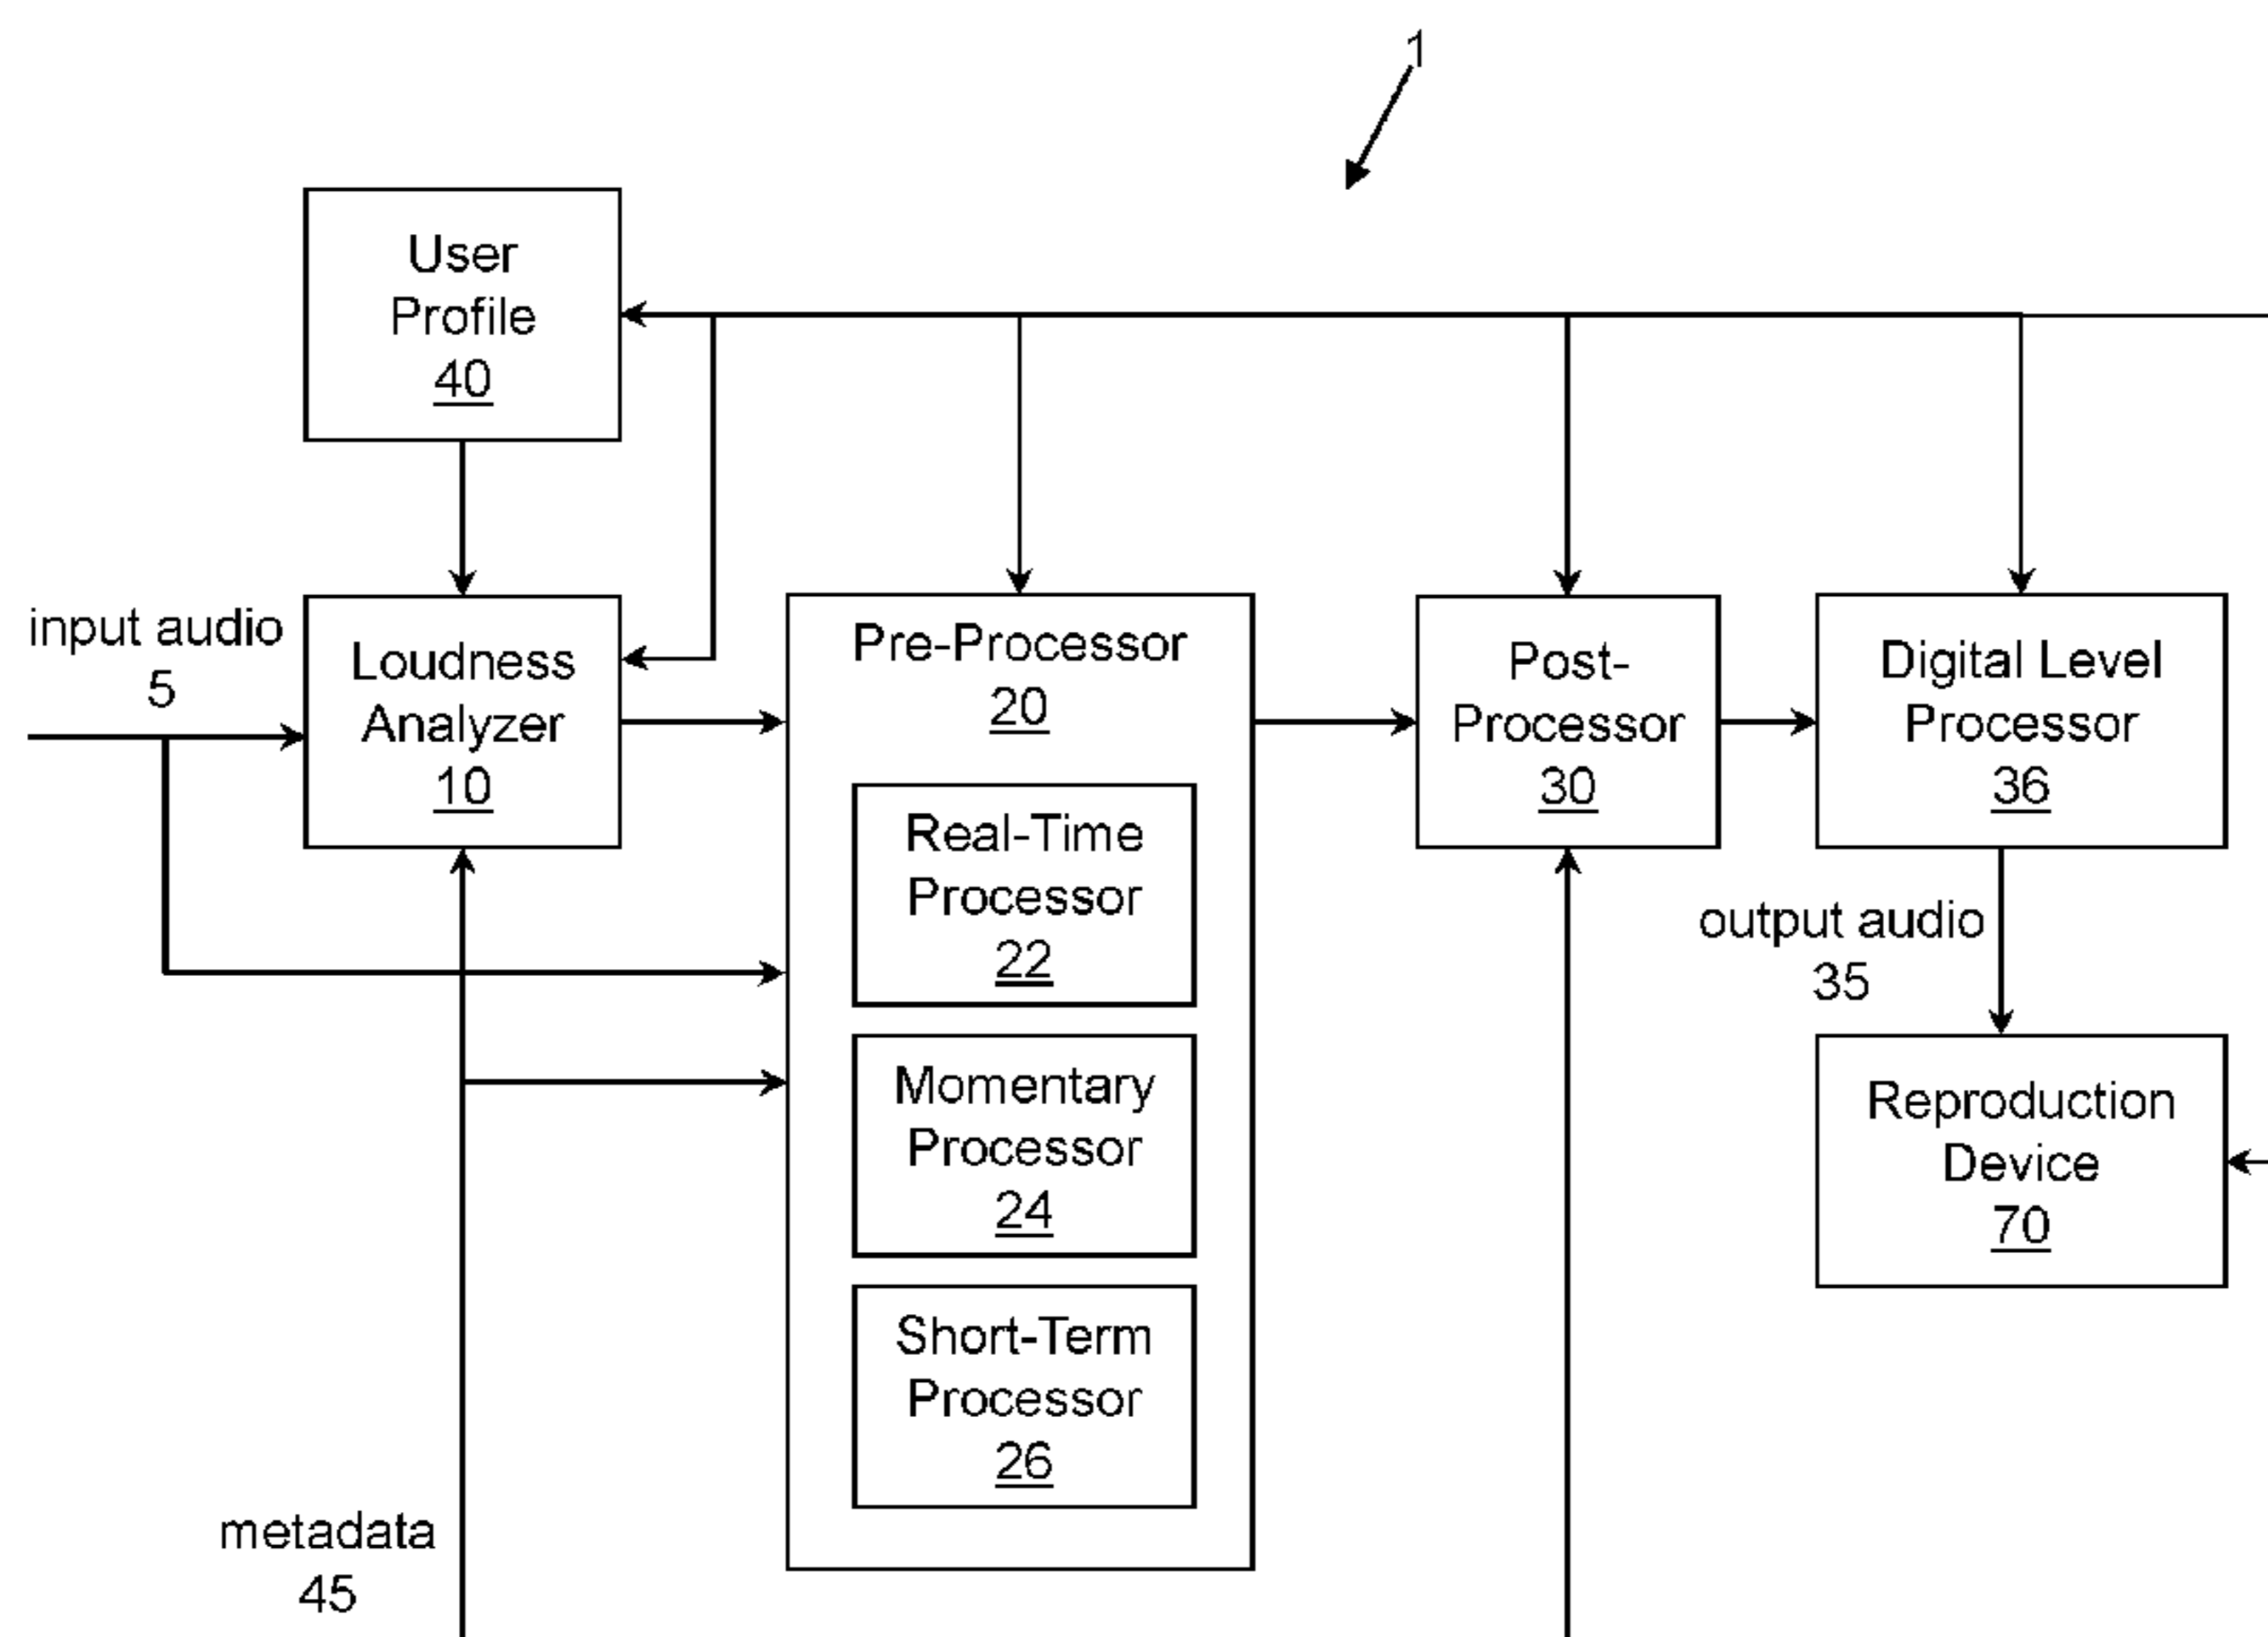 1
User
Profile
40
input audio
5
Loudness
Analyzer
10
Pre-Processor
20
Real-Time
Processor
22
Momentary
Processor
24
Short-Term
Processor
26
Post-
Processor
30
Digital Level
Processor
36
output audio
35
Reproduction
Device
70
metadata
45